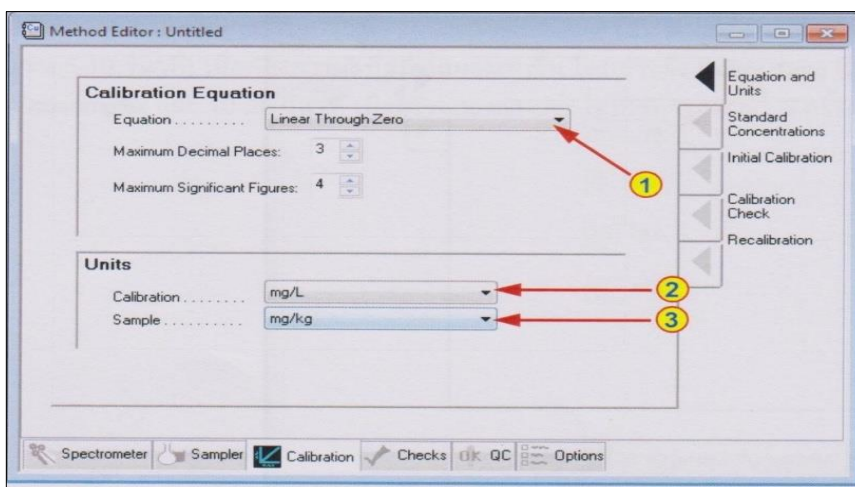 Method Editor : Untitled
Calibration Equation
Equation . . . . . . . . . Linear Through Zero
Maximum Decimal Places: 3
Maximum Significant Figures: 4
1
Units
Calibration . . . . . . . . mg/L
2
Sample . . . . . . . . . . mg/kg
3
Equation and
Units
Standard
Concentrations
Initial Calibration
Calibration
Check
Recalibration
Spectrometer Sampler Calibration Checks OK QC Options